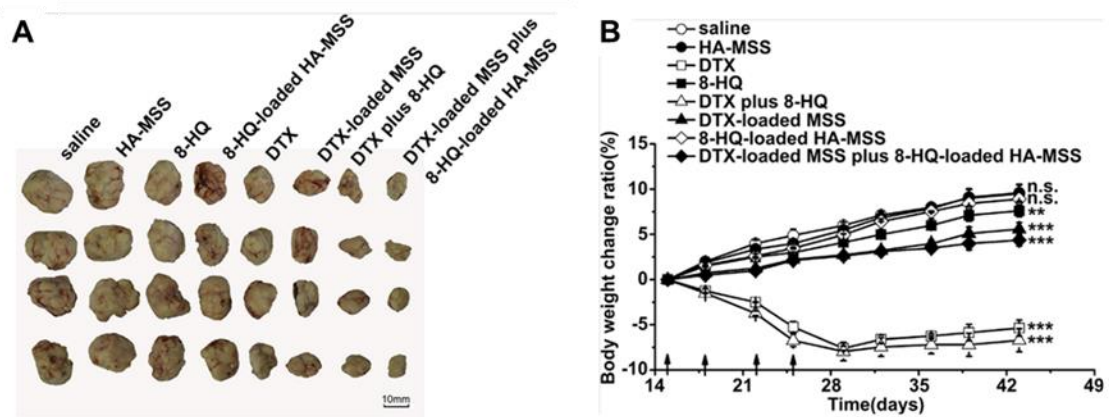 A
saline
HA-MSS
8-HQ
8-HQ-loaded HA-MSS
DTX
DTX-loaded MSS
DTX plus 8-HQ
DTX-loaded MSS plus
8-HQ-loaded HA-MSS
10mm
B
saline
HA-MSS
DTX
8-HQ
DTX plus 8-HQ
DTX-loaded MSS
8-HQ-loaded HA-MSS
DTX-loaded MSS plus 8-HQ-loaded HA-MSS
Body weight change ratio(%)
15
10
5
0
-5
-10
n.s.
n.s.
**
***
***
***
***
14 21 28 35 42 49
Time(days)